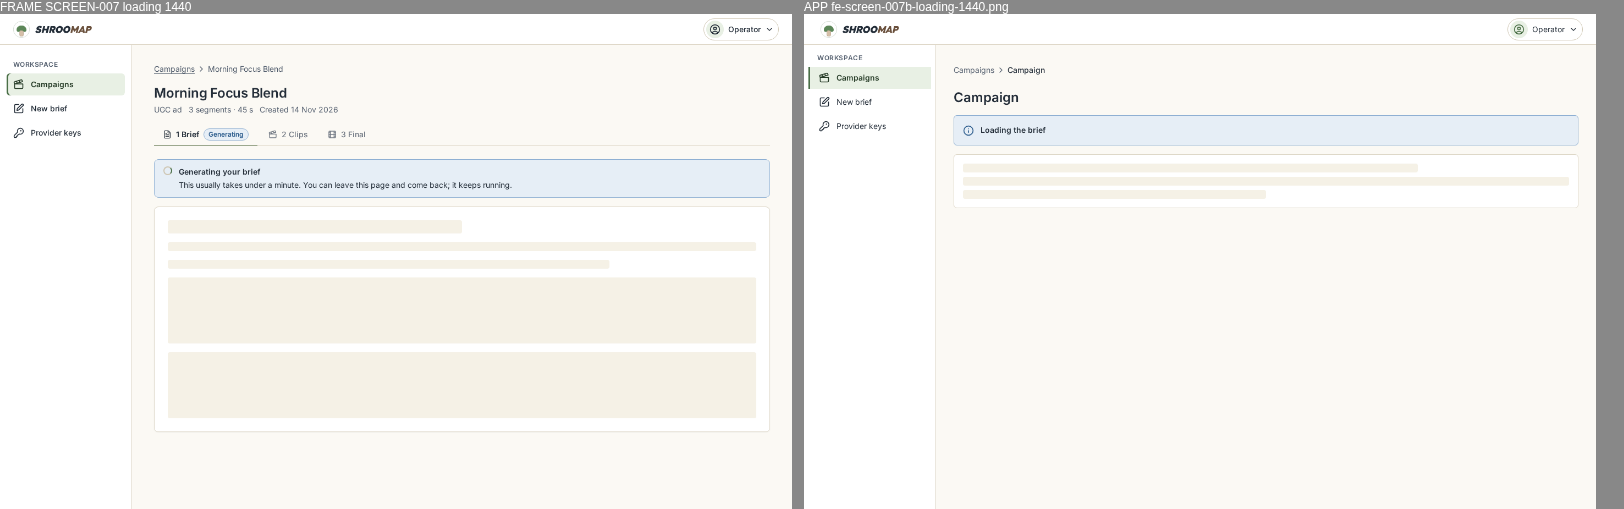 FRAME SCREEN-007 loading 1440
SHROOMAP
Operator
WORKSPACE
Campaigns
New brief
Provider keys
Campaigns > Morning Focus Blend
Morning Focus Blend
UGC ad 3 segments · 45 s Created 14 Nov 2026
1 Brief Generating 2 Clips 3 Final
Generating your brief
This usually takes under a minute. You can leave this page and come back; it keeps running.
APP fe-screen-007b-loading-1440.png
SHROOMAP
Operator
WORKSPACE
Campaigns
New brief
Provider keys
Campaigns > Campaign
Campaign
Loading the brief